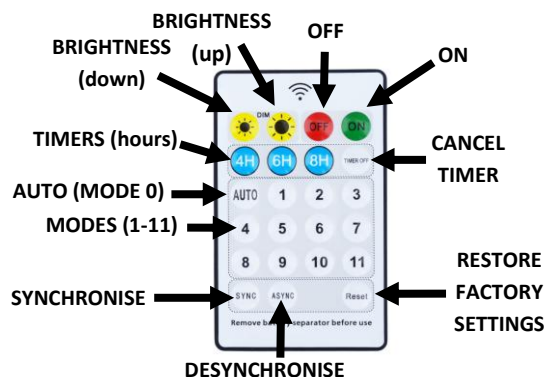 BRIGHTNESS
(up)
OFF
BRIGHTNESS
(down)
ON
DIM
OFF
ON
TIMERS (hours)
4H 6H 8H TIMER OFF
CANCEL
TIMER
AUTO (MODE 0)
AUTO 1 2 3
MODES (1-11)
4 5 6 7
8 9 10 11
SYNCHRONISE
SYNC ASYNC Reset
RESTORE
FACTORY
SETTINGS
Remove battery separator before use
DESYNCHRONISE